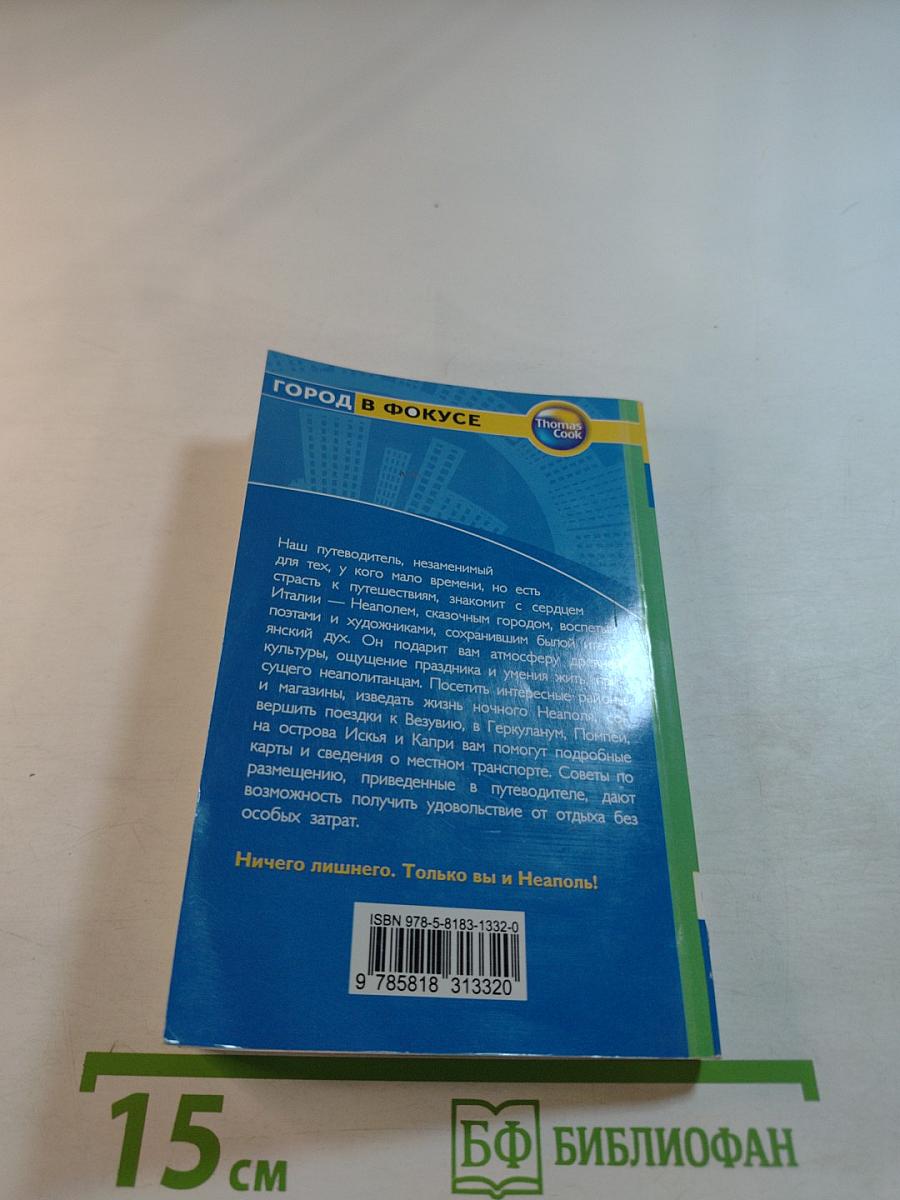 ГОРОД В ФОКУСЕ
Thomas
Cook
Наш путеводитель, незаменимый
для тех, у кого мало времени, но есть
страсть к путешествиям, знакомит с сердцем
Италии — Неаполем, сказочным городом, воспетым
поэтами и художниками, сохранившим былой италь-
янский дух. Он подарит вам атмосферу древней
культуры, ощущение праздника и умения жить, при-
сущего неаполитанцам. Посетить интересные районы
и магазины, изведать жизнь ночного Неаполя,
вершить поездки к Везувию, в Геркуланум, Помпеи,
на острова Искья и Капри вам помогут подробные
карты и сведения о местном транспорте. Советы по
размещению, приведенные в путеводителе, дают
возможность получить удовольствие от отдыха без
особых затрат.
Ничего лишнего. Только вы и Неаполь!
ISBN 978-5-8183-1332-0
9 785818 313320
15 см
БФ БИБЛИОФАН